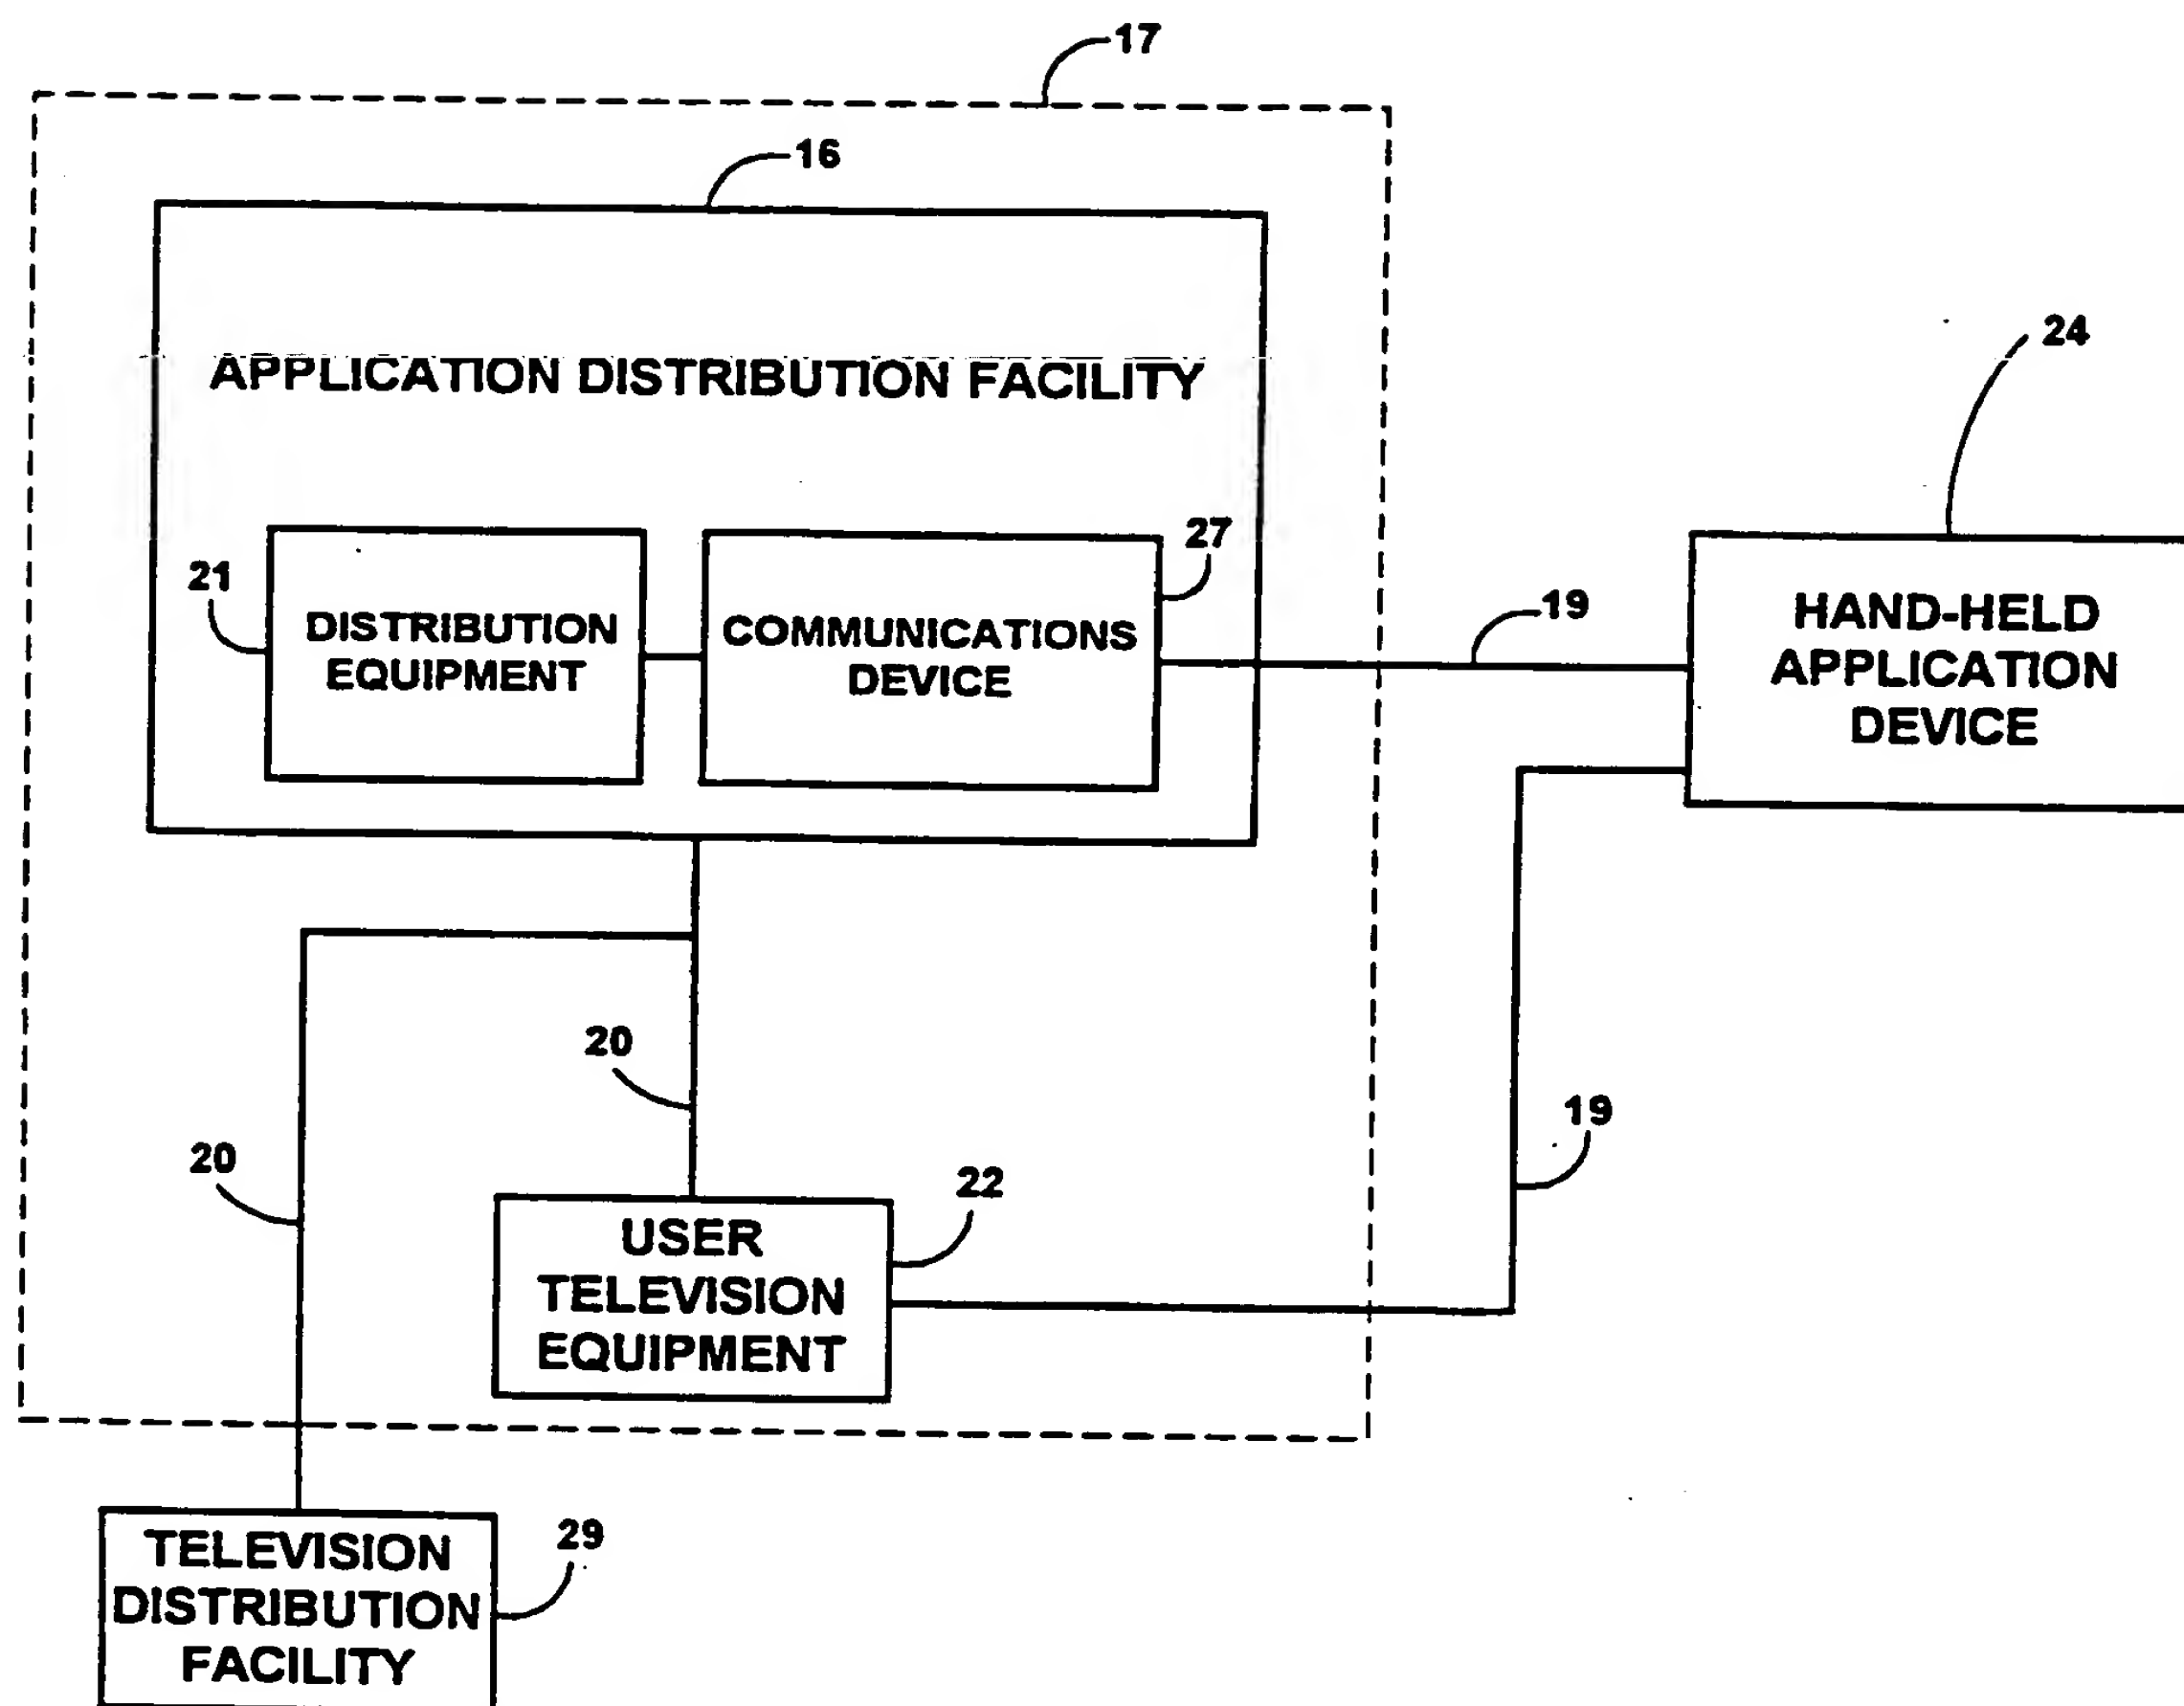 17
16
APPLICATION DISTRIBUTION FACILITY
24
27
21
DISTRIBUTION
EQUIPMENT
COMMUNICATIONS
DEVICE
19
HAND-HELD
APPLICATION
DEVICE
20
19
20
22
USER
TELEVISION
EQUIPMENT
29
TELEVISION
DISTRIBUTION
FACILITY